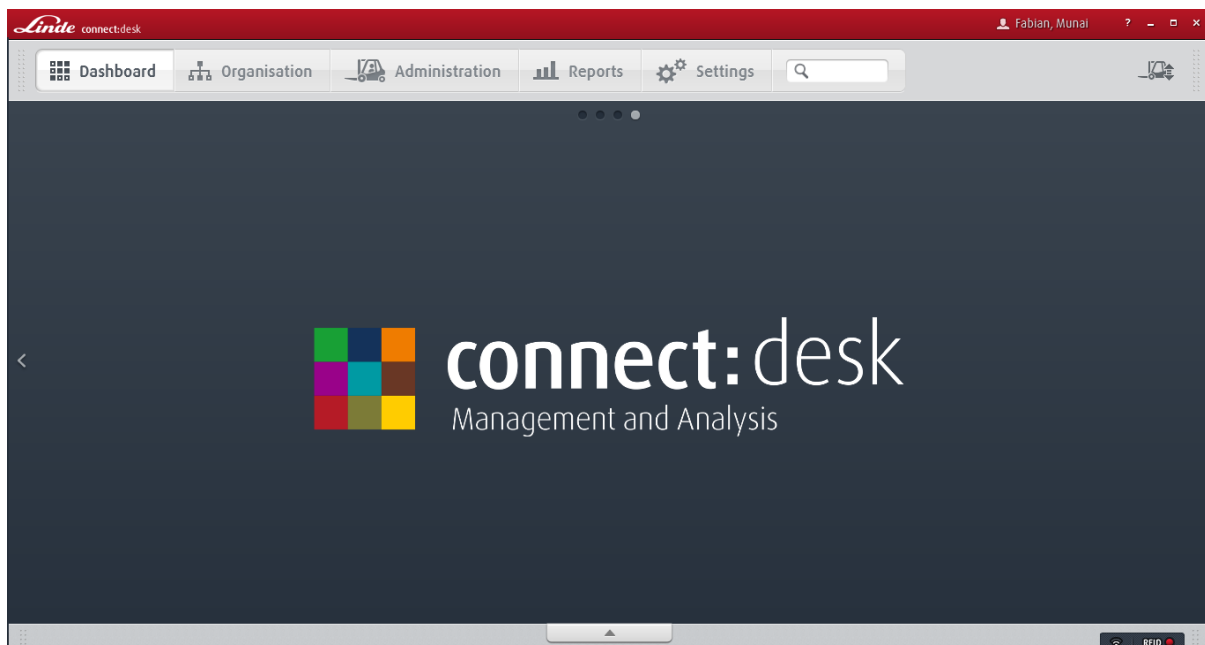 Linde connect:desk
Fabian, Munai ?
Dashboard Organisation Administration Reports Settings
connect:desk
Management and Analysis
RFID